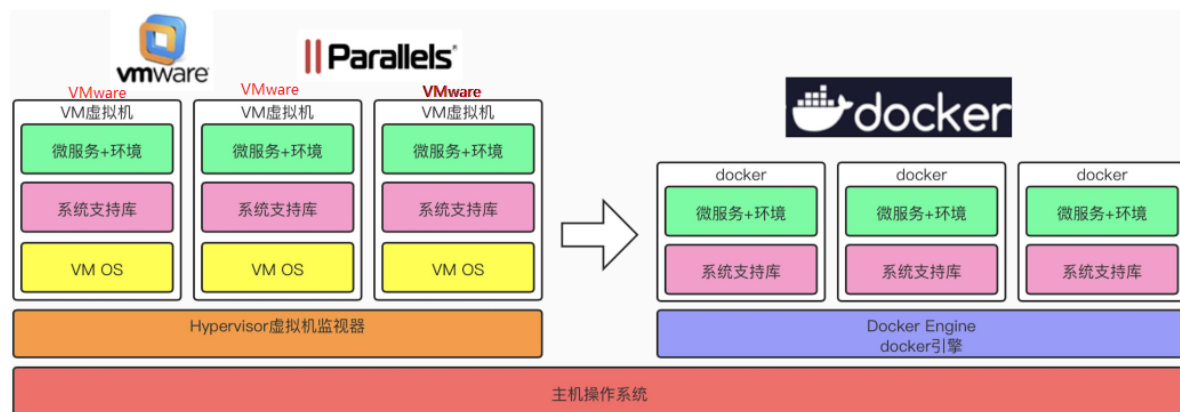 vmware
Parallels
VMware
VM虚拟机
微服务+环境
系统支持库
VM OS
VMware
VM虚拟机
微服务+环境
系统支持库
VM OS
VMware
VM虚拟机
微服务+环境
系统支持库
VM OS
Hypervisor虚拟机监视器
docker
docker
微服务+环境
系统支持库
docker
微服务+环境
系统支持库
docker
微服务+环境
系统支持库
Docker Engine
docker引擎
主机操作系统